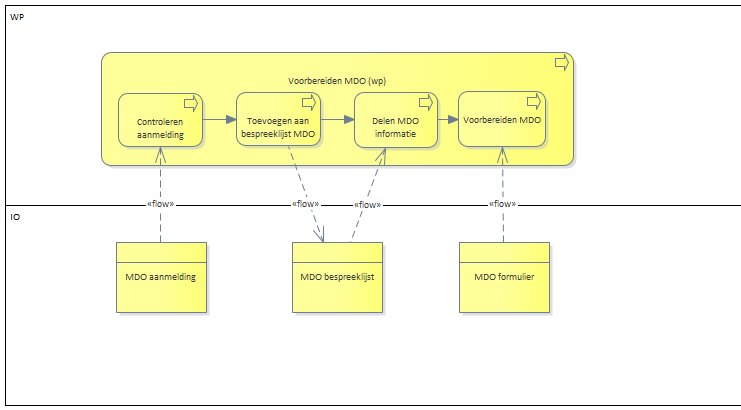 WP
Voorbereiden MDO (wp)
Controleren
aanmelding
Toevoegen aan
bespreeklijst MDO
Delen MDO
informatie
Voorbereiden MDO
«flow»
«flow»
«flow»
«flow»
IO
MDO aanmelding
MDO bespreeklijst
MDO formulier